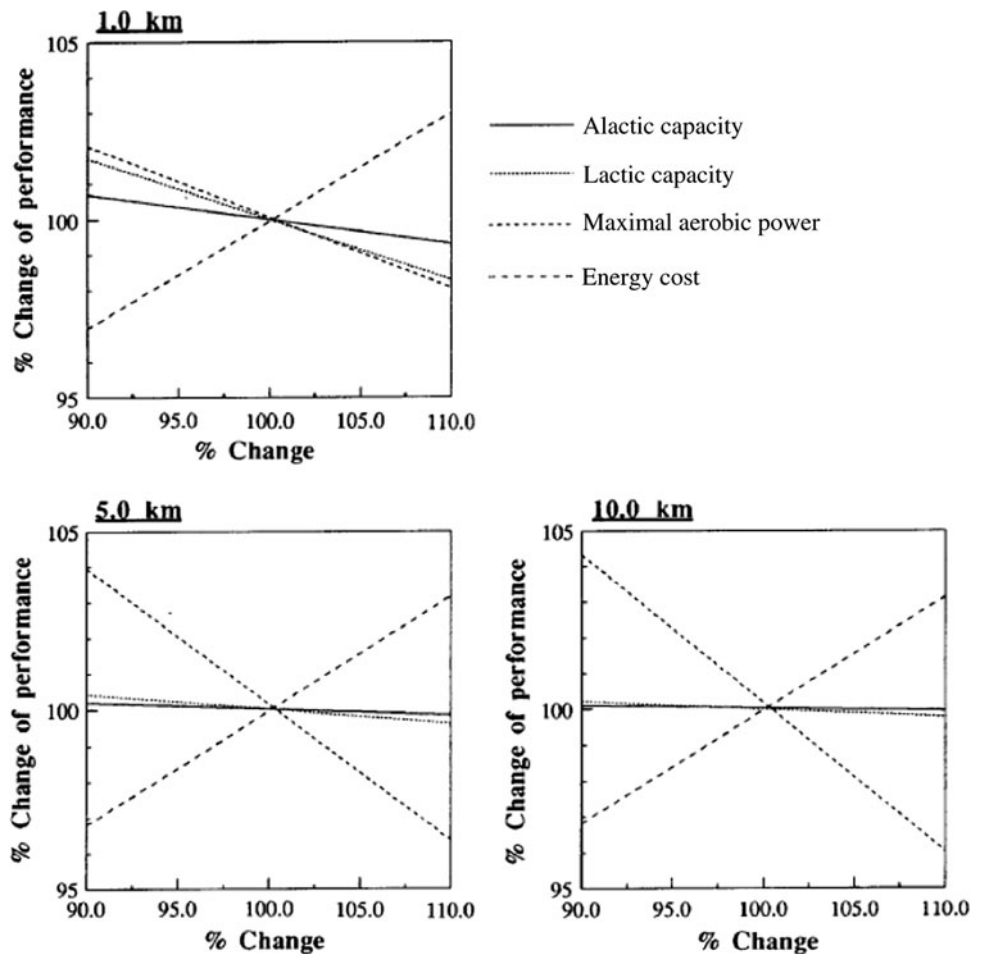 1.0 km
105
100
95
% Change of performance
90.0 95.0 100.0 105.0 110.0
% Change
Alactic capacity
Lactic capacity
Maximal aerobic power
Energy cost
5.0 km
105
100
95
% Change of performance
90.0 95.0 100.0 105.0 110.0
% Change
10.0 km
105
100
95
% Change of performance
90.0 95.0 100.0 105.0 110.0
% Change